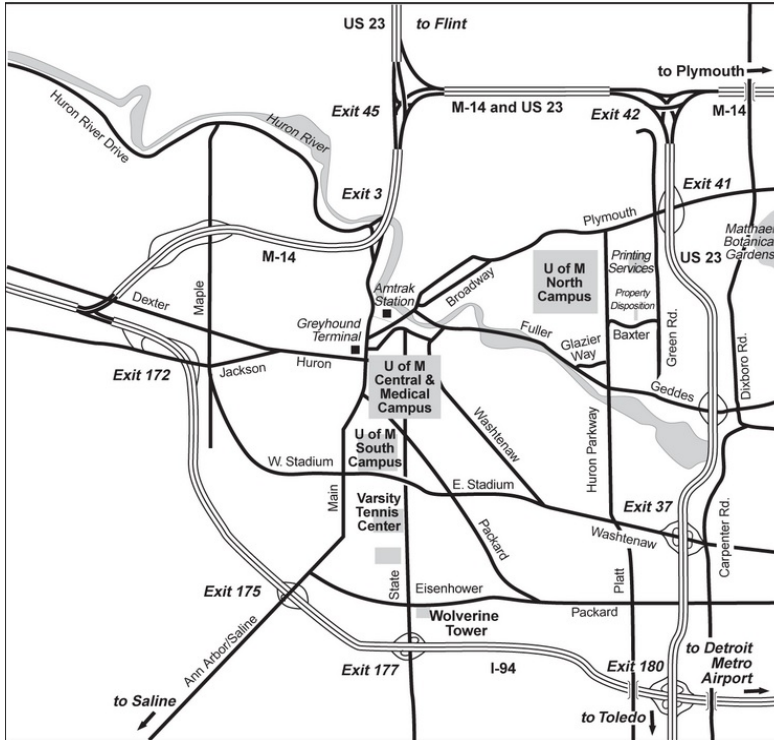 US 23
to Flint
to Plymouth
Exit 45
M-14 and US 23
Exit 42
M-14
Huron River Drive
Huron River
Exit 3
Exit 41
Plymouth
M-14
Maple
US 23
Matthaei
Botanical
Gardens
U of M
North
Campus
Printing
Services
Property
Disposition
Broadway
Amtrak
Station
Dexter
Greyhound
Terminal
Fuller
Glazier
Way
Baxter
Green Rd.
Dixboro Rd.
Exit 172
Jackson
Huron
U of M
Central &
Medical
Campus
Geddes
Washtenaw
U of M
South
Campus
Huron Parkway
W. Stadium
Main
E. Stadium
Varsity
Tennis
Center
Packard
Exit 37
Washtenaw
Carpenter Rd.
Exit 175
State
Eisenhower
Platt
Packard
Ann Arbor/Saline
Wolverine
Tower
Exit 177
I-94
Exit 180
to Detroit
Metro
Airport
to Saline
to Toledo